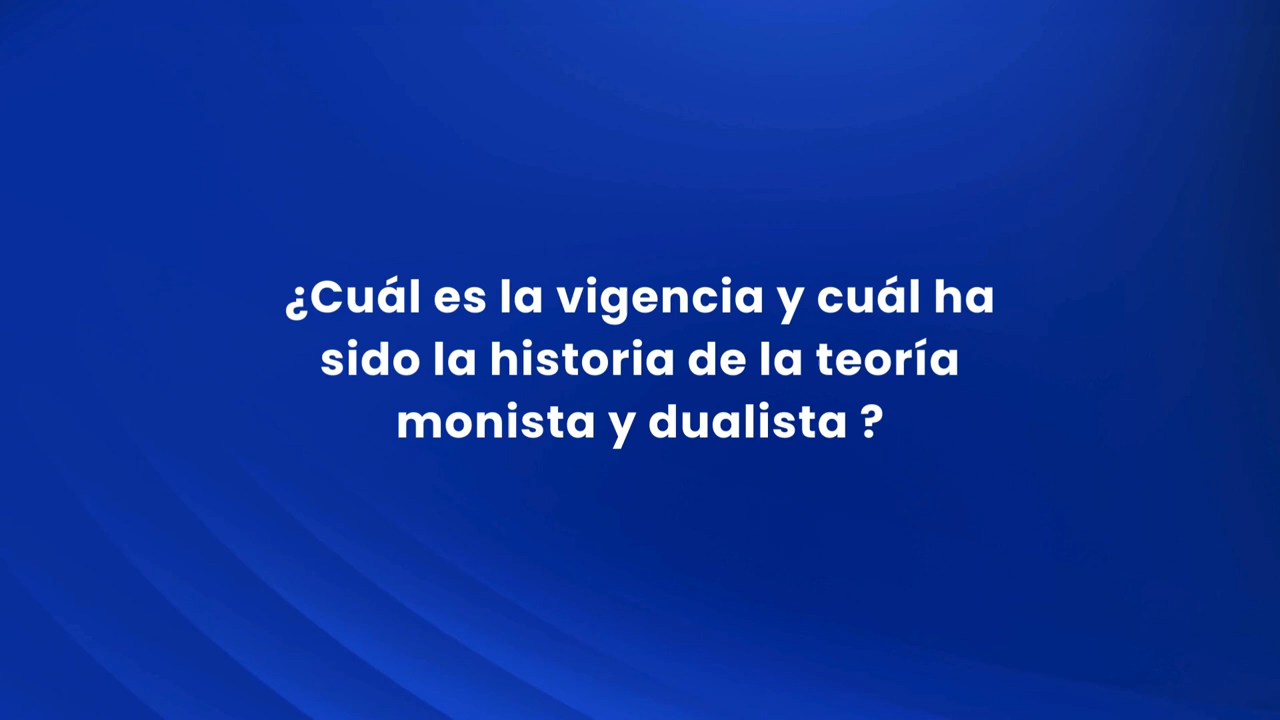 ¿Cuál es la vigencia y cuál ha
sido la historia de la teoría
monista y dualista ?